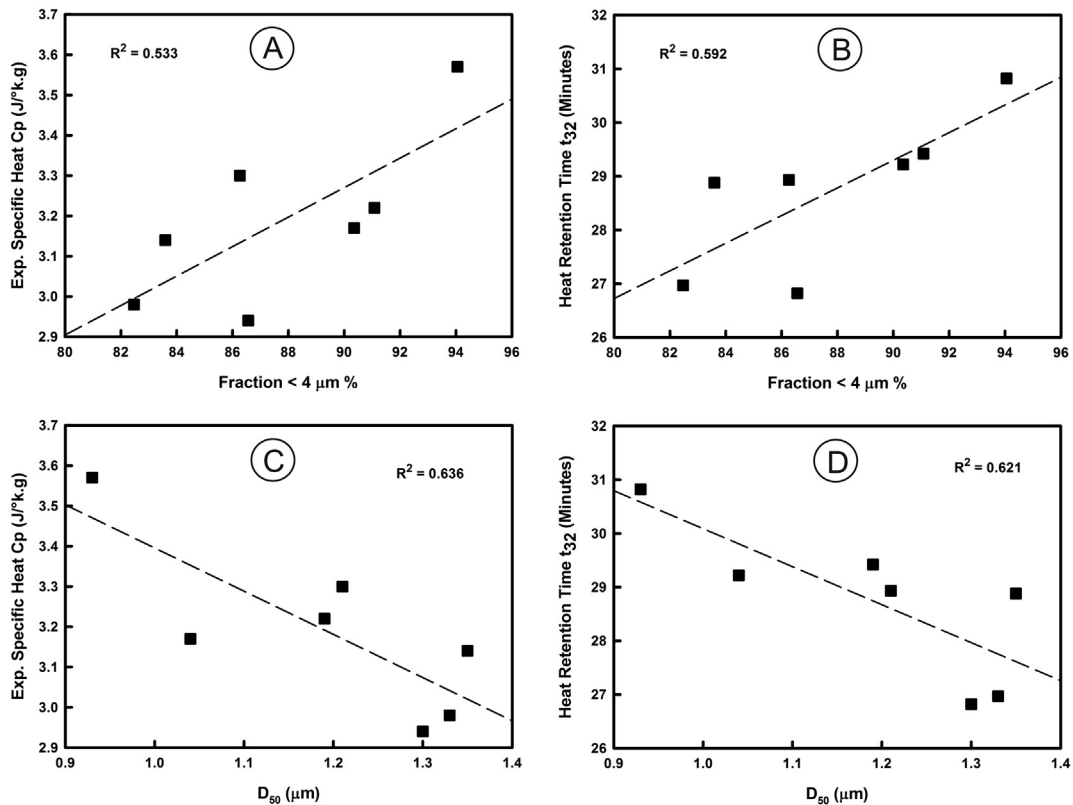 A
R² = 0.533
Exp. Specific Heat Cp (J/°k.g)
3.7
3.6
3.5
3.4
3.3
3.2
3.1
3.0
2.9
80 82 84 86 88 90 92 94 96
Fraction < 4 μm %
B
R² = 0.592
Heat Retention Time t₃₂ (Minutes)
32
31
30
29
28
27
26
80 82 84 86 88 90 92 94 96
Fraction < 4 μm %
C
R² = 0.636
Exp. Specific Heat Cp (J/°k.g)
3.7
3.6
3.5
3.4
3.3
3.2
3.1
3.0
2.9
0.9 1.0 1.1 1.2 1.3 1.4
D₅₀ (μm)
D
R² = 0.621
Heat Retention Time t₃₂ (Minutes)
32
31
30
29
28
27
26
0.9 1.0 1.1 1.2 1.3 1.4
D₅₀ (μm)